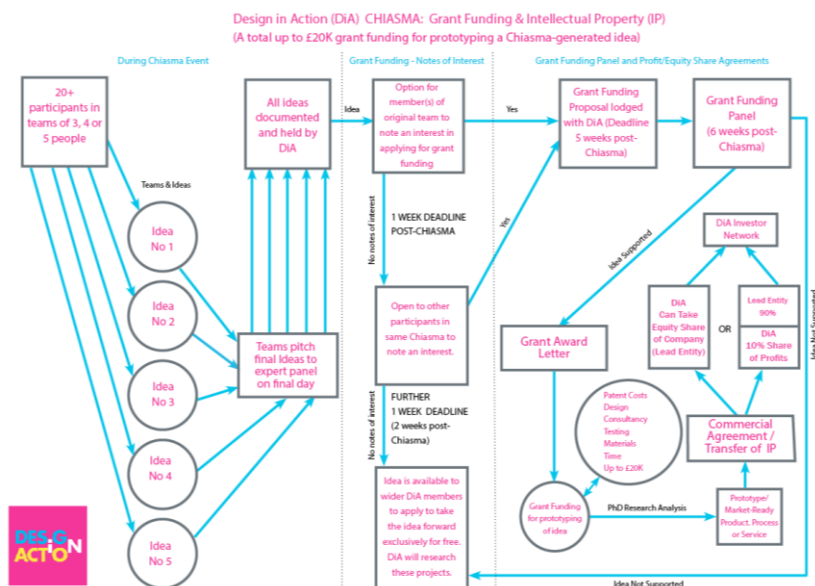 Design in Action (DiA) CHIASMA: Grant Funding & Intellectual Property (IP)
(A total up to £20K grant funding for prototyping a Chiasma-generated idea)
During Chiasma Event
Grant Funding - Notes of Interest
Grant Funding Panel and Profit/Equity Share Agreements
20+
participants in
teams of 3, 4 or
5 people
All ideas
documented
and held by
DiA
Idea
Option for
member(s) of
original team to
note an interest in
applying for grant
funding
Yes
Grant Funding
Proposal lodged
with DiA (Deadline
5 weeks post-
Chiasma)
Grant Funding
Panel
(6 weeks post-
Chiasma)
Teams & Ideas
Idea
No 1
Idea
No 2
Idea
No 3
Idea
No 4
Idea
No 5
Teams pitch
final Ideas to
expert panel
on final day
No notes of interest
1 WEEK DEADLINE
POST-CHIASMA
Yes
Open to other
participants in
same Chiasma to
note an interest.
No notes of interest
FURTHER
1 WEEK DEADLINE
(2 weeks post-
Chiasma)
Idea is available to
wider DiA members
to apply to take
the idea forward
exclusively for free.
DiA will research
these projects.
Idea Supported
Idea Not Supported
DiA Investor
Network
DiA
Can Take
Equity Share
of Company
(Lead Entity)
OR
Lead Entity
90%
DiA
10% Share
of Profits
Grant Award
Letter
Patent Costs
Design
Consultancy
Testing
Materials
Time
Up to £20K
Commercial
Agreement /
Transfer of IP
Grant Funding
for prototyping
of idea
PhD Research Analysis
Prototype/
Market-Ready
Product, Process
or Service
Idea Not Supported
DESiGN
ACTiON